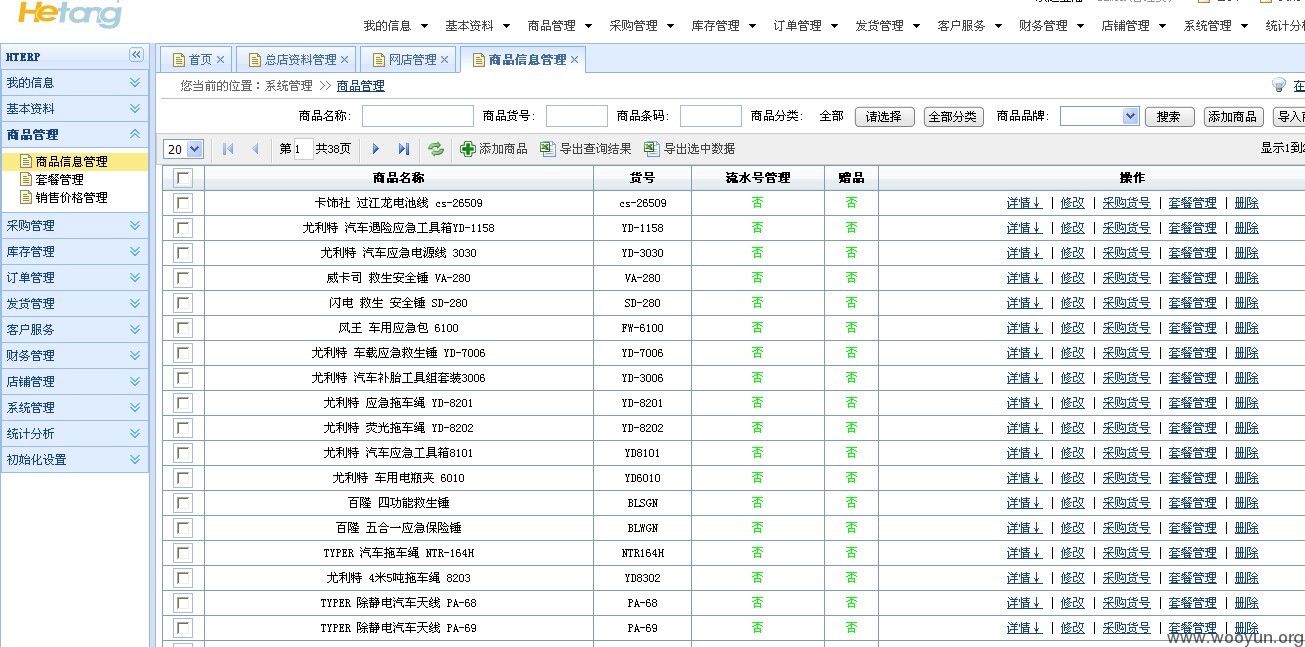 Hetang
我的信息 基本资料 商品管理 采购管理 库存管理 订单管理 发货管理 客户服务 财务管理 店铺管理 系统管理 统计分
HTERP
首页 总店资料管理 网店管理 商品信息管理
我的信息
基本资料
商品管理
商品信息管理
套餐管理
销售价格管理
采购管理
库存管理
订单管理
发货管理
客户服务
财务管理
店铺管理
系统管理
统计分析
初始化设置
您当前的位置：系统管理 >> 商品管理 在
商品名称: 商品货号: 商品条码: 商品分类: 全部 请选择 全部分类 商品品牌: 搜索 添加商品 导入商
20 第 1 共38页 添加商品 导出查询结果 导出选中数据 显示1到2
商品名称 货号 流水号管理 赠品 操作
卡饰社 过江龙电池线 cs-26509 cs-26509 否 否 详情↓ | 修改 | 采购货号 | 套餐管理 | 删除
尤利特 汽车遇险应急工具箱YD-1158 YD-1158 否 否 详情↓ | 修改 | 采购货号 | 套餐管理 | 删除
尤利特 汽车应急电源线 3030 YD-3030 否 否 详情↓ | 修改 | 采购货号 | 套餐管理 | 删除
威卡司 救生安全锤 VA-280 VA-280 否 否 详情↓ | 修改 | 采购货号 | 套餐管理 | 删除
闪电 救生 安全锤 SD-280 SD-280 否 否 详情↓ | 修改 | 采购货号 | 套餐管理 | 删除
风王 车用应急包 6100 FW-6100 否 否 详情↓ | 修改 | 采购货号 | 套餐管理 | 删除
尤利特 车载应急救生锤 YD-7006 YD-7006 否 否 详情↓ | 修改 | 采购货号 | 套餐管理 | 删除
尤利特 汽车补胎工具组套装3006 YD-3006 否 否 详情↓ | 修改 | 采购货号 | 套餐管理 | 删除
尤利特 应急拖车绳 YD-8201 YD-8201 否 否 详情↓ | 修改 | 采购货号 | 套餐管理 | 删除
尤利特 荧光拖车绳 YD-8202 YD-8202 否 否 详情↓ | 修改 | 采购货号 | 套餐管理 | 删除
尤利特 汽车应急工具箱8101 YD8101 否 否 详情↓ | 修改 | 采购货号 | 套餐管理 | 删除
尤利特 车用电瓶夹 6010 YD6010 否 否 详情↓ | 修改 | 采购货号 | 套餐管理 | 删除
百隆 四功能救生锤 BLSGN 否 否 详情↓ | 修改 | 采购货号 | 套餐管理 | 删除
百隆 五合一应急保险锤 BLWGN 否 否 详情↓ | 修改 | 采购货号 | 套餐管理 | 删除
TYPER 汽车拖车绳 NTR-164H NTR164H 否 否 详情↓ | 修改 | 采购货号 | 套餐管理 | 删除
尤利特 4米5吨拖车绳 8203 YD8302 否 否 详情↓ | 修改 | 采购货号 | 套餐管理 | 删除
TYPER 除静电汽车天线 PA-68 PA-68 否 否 详情↓ | 修改 | 采购货号 | 套餐管理 | 删除
TYPER 除静电汽车天线 PA-69 PA-69 否 否 详情↓ | 修改 | 采购货号 | 套餐管理 | 删除
www.wooyun.org